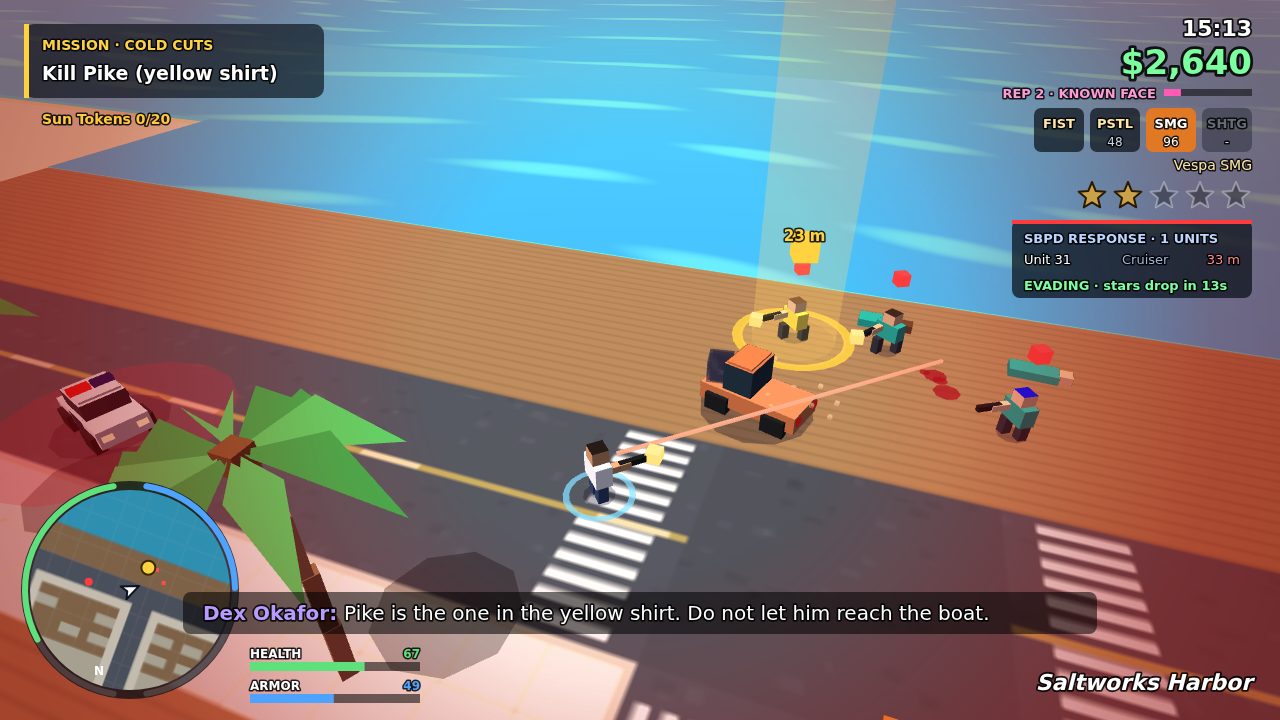 MISSION · COLD CUTS
Kill Pike (yellow shirt)
Sun Tokens 0/20
15:13
$2,640
REP 2 · KNOWN FACE
FIST
PSTL
48
SMG
96
SHTG
-
Vespa SMG
SBPD RESPONSE · 1 UNITS
Unit 31 Cruiser 33 m
EVADING · stars drop in 13s
23 m
Dex Okafor: Pike is the one in the yellow shirt. Do not let him reach the boat.
N
HEALTH 67
ARMOR 49
Saltworks Harbor